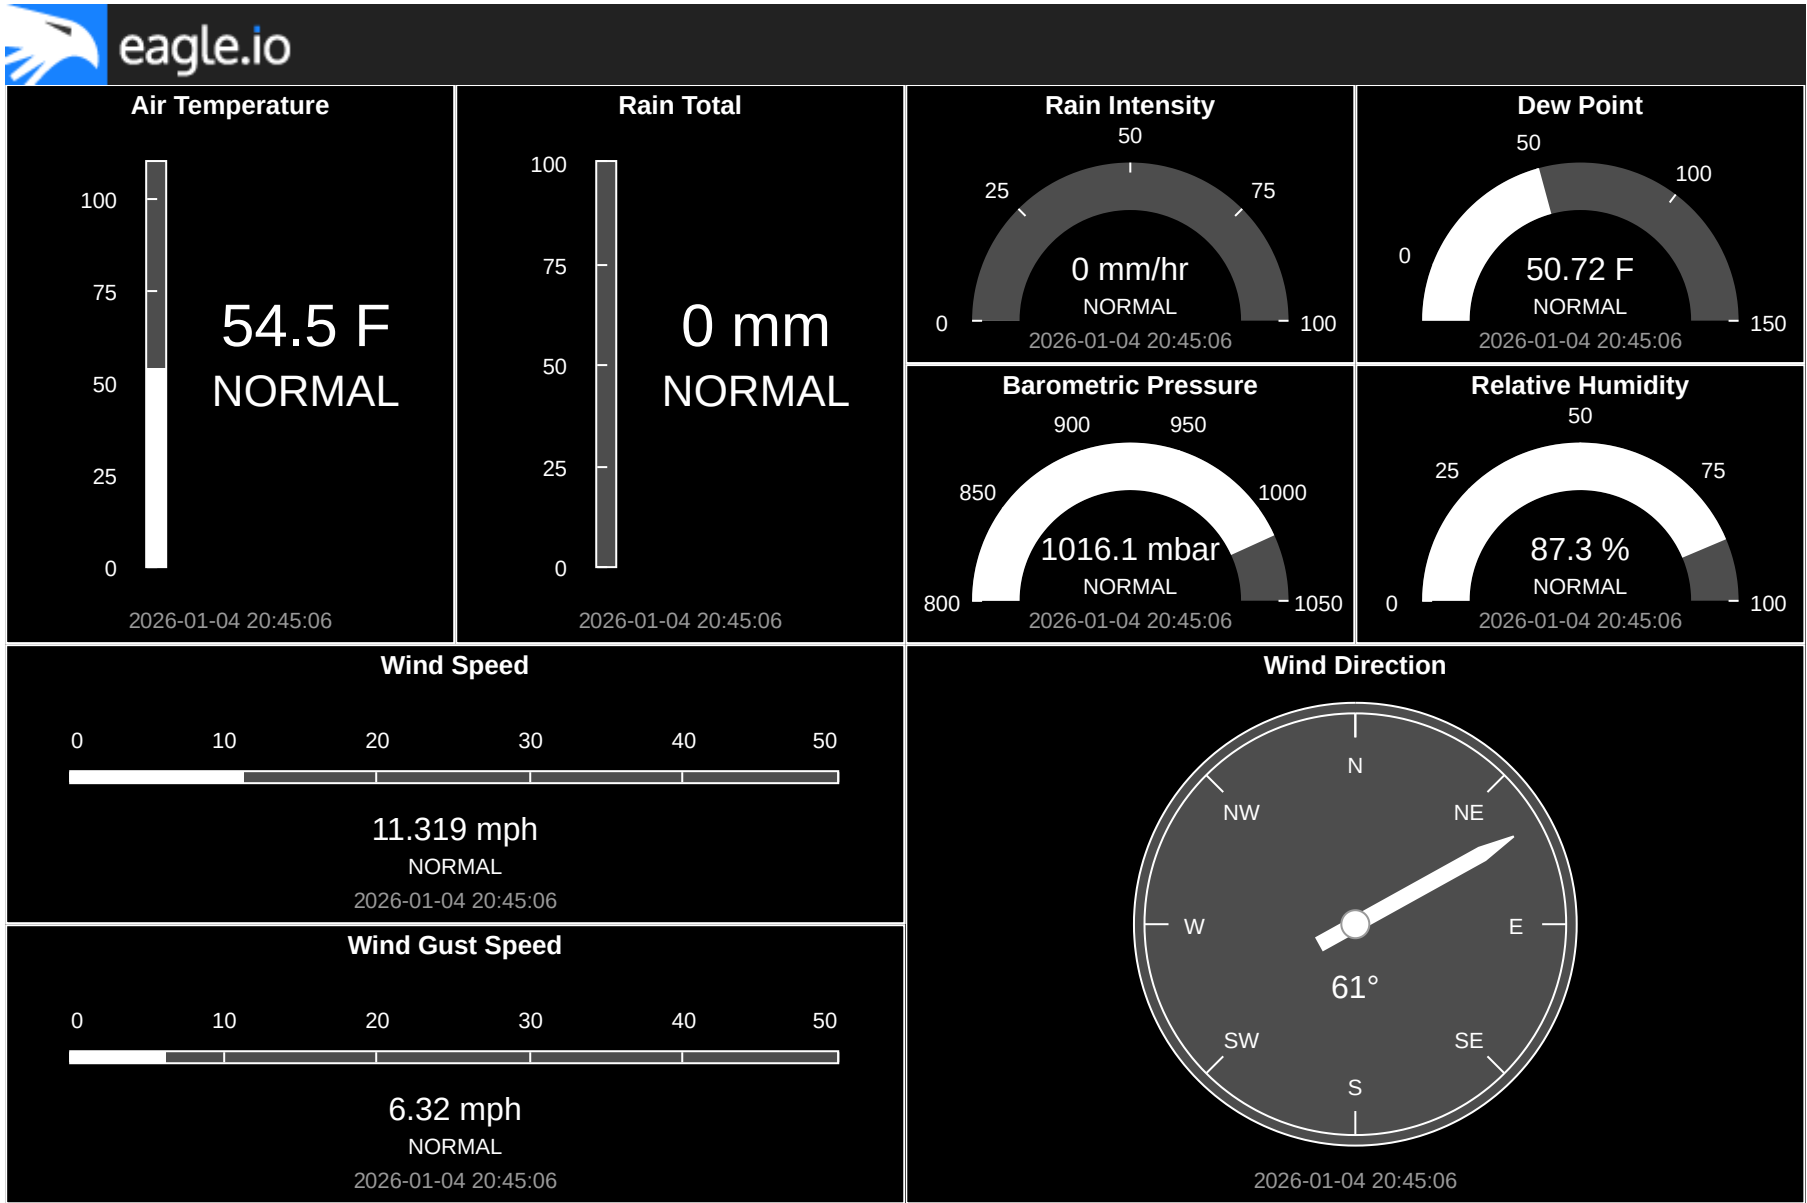 eagle.io
Air Temperature
100
75
50
25
0
54.5 F
NORMAL
2026-01-04 20:45:06
Rain Total
100
75
50
25
0
0 mm
NORMAL
2026-01-04 20:45:06
Rain Intensity
50
25
75
0
100
0 mm/hr
NORMAL
2026-01-04 20:45:06
Dew Point
50
100
0
150
50.72 F
NORMAL
2026-01-04 20:45:06
Barometric Pressure
900
950
850
1000
800
1050
1016.1 mbar
NORMAL
2026-01-04 20:45:06
Relative Humidity
50
25
75
0
100
87.3 %
NORMAL
2026-01-04 20:45:06
Wind Speed
0 10 20 30 40 50
11.319 mph
NORMAL
2026-01-04 20:45:06
Wind Gust Speed
0 10 20 30 40 50
6.32 mph
NORMAL
2026-01-04 20:45:06
Wind Direction
N
NW NE
W E
61°
SW SE
S
2026-01-04 20:45:06